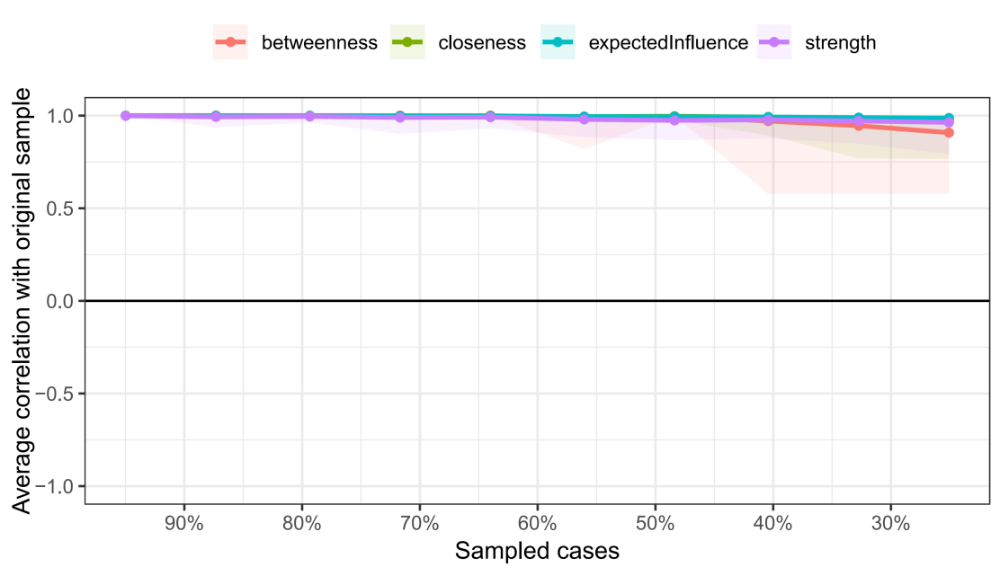 betweenness closeness expectedInfluence strength
Average correlation with original sample
1.0
0.5
0.0
−0.5
−1.0
90% 80% 70% 60% 50% 40% 30%
Sampled cases